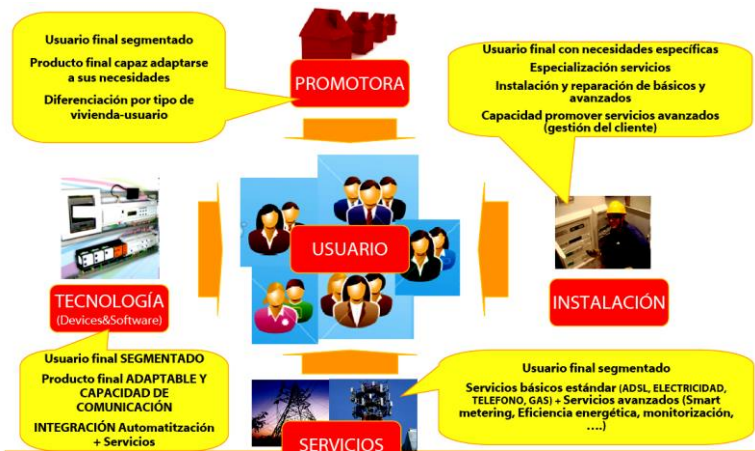 Usuario final segmentado
Producto final capaz adaptarse
a sus necesidades
Diferenciación por tipo de
vivienda-usuario
PROMOTORA
Usuario final con necesidades específicas
Especialización servicios
Instalación y reparación de básicos y
avanzados
Capacidad promover servicios avanzados
(gestión del cliente)
USUARIO
TECNOLOGÍA
(Devices&Software)
INSTALACIÓN
Usuario final SEGMENTADO
Producto final ADAPTABLE Y
CAPACIDAD DE
COMUNICACIÓN
INTEGRACIÓN Automatitzación
+ Servicios
Usuario final segmentado
Servicios básicos estándar (ADSL, ELECTRICIDAD,
TELEFONO, GAS) + Servicios avanzados (Smart
metering, Eficiencia energética, monitorización,
....)
SERVICIOS